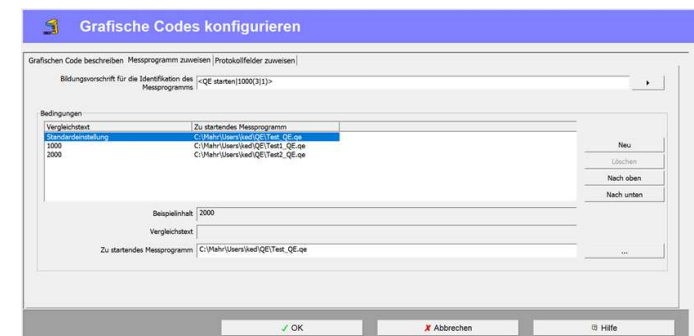 Grafische Codes konfigurieren
Grafischen Code beschreiben Messprogramm zuweisen Protokollfelder zuweisen
Bildungsvorschrift für die Identifikation des Messprogramms
<QE starten|1000(3|1)>
Bedingungen
Vergleichstext Zu startendes Messprogramm
Standardeinstellung C:\Mahr\Users\ked\QE\Test_QE.qe
1000 C:\Mahr\Users\ked\QE\Test1_QE.qe
2000 C:\Mahr\Users\ked\QE\Test2_QE.qe
Neu
Löschen
Nach oben
Nach unten
Beispielinhalt 2000
Vergleichstext
Zu startendes Messprogramm C:\Mahr\Users\ked\QE\Test_QE.qe ...
OK Abbrechen Hilfe